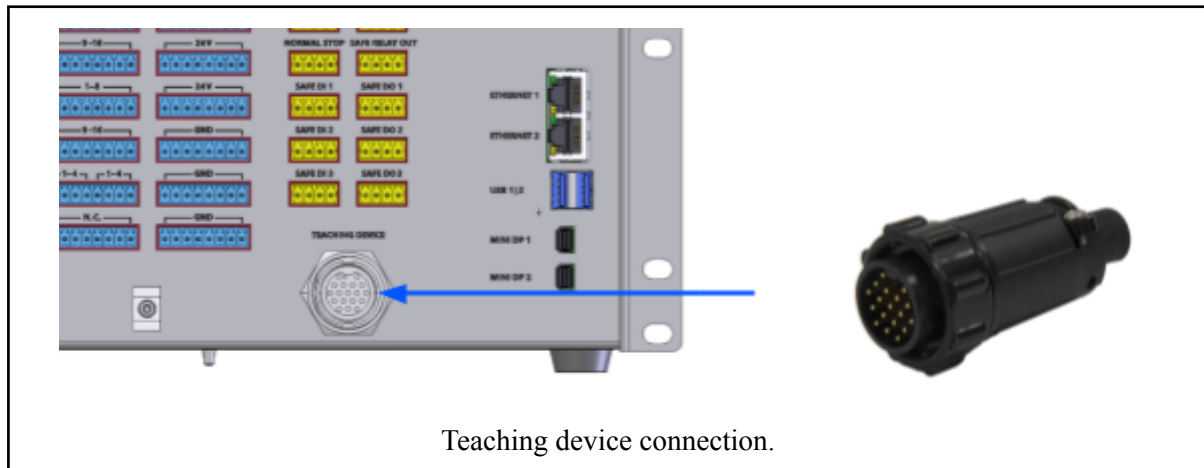 9-16 24V NORMAL STOP SAFE RELAY OUT
1-8 24V SAFE DI 1 SAFE DO 1 ETHERNET 1
9-16 GND SAFE DI 2 SAFE DO 2 ETHERNET 2
1-4 1-4 GND SAFE DI 3 SAFE DO 3 USB 1|2
N.C. GND TEACHING DEVICE MINI DP 1
MINI DP 2
Teaching device connection.